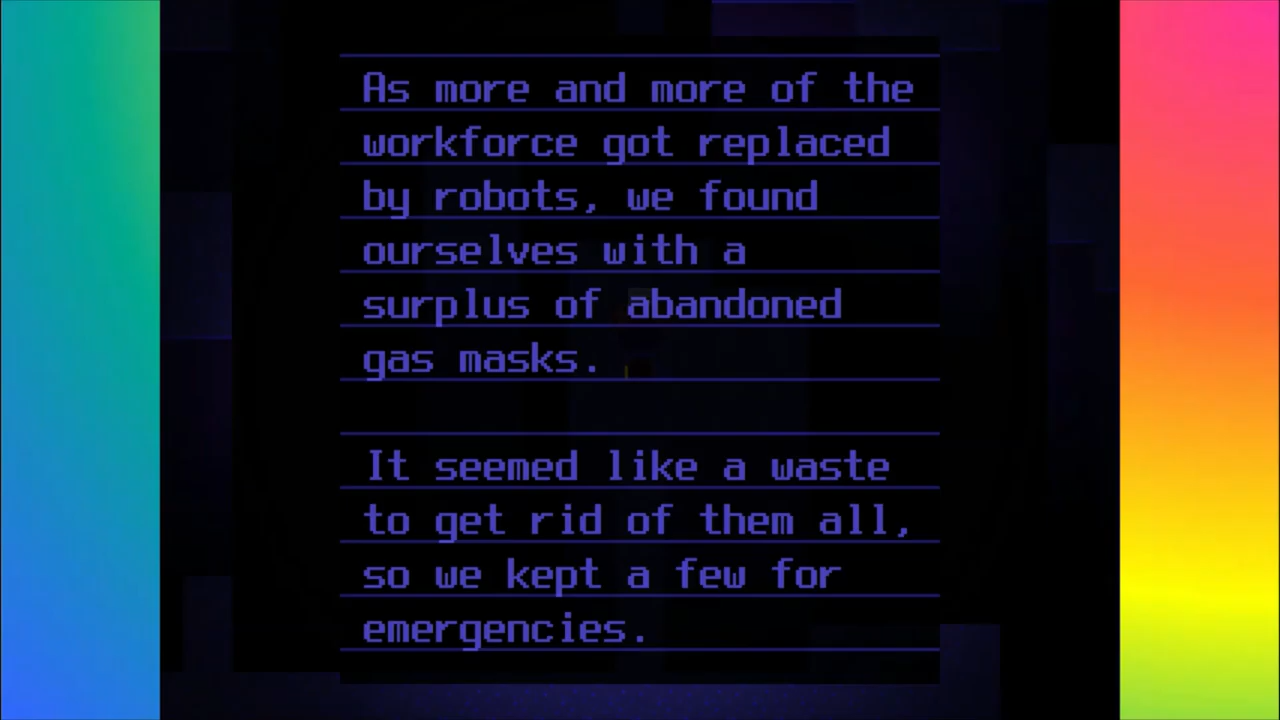 As more and more of the
workforce got replaced
by robots, we found
ourselves with a
surplus of abandoned
gas masks.
It seemed like a waste
to get rid of them all,
so we kept a few for
emergencies.